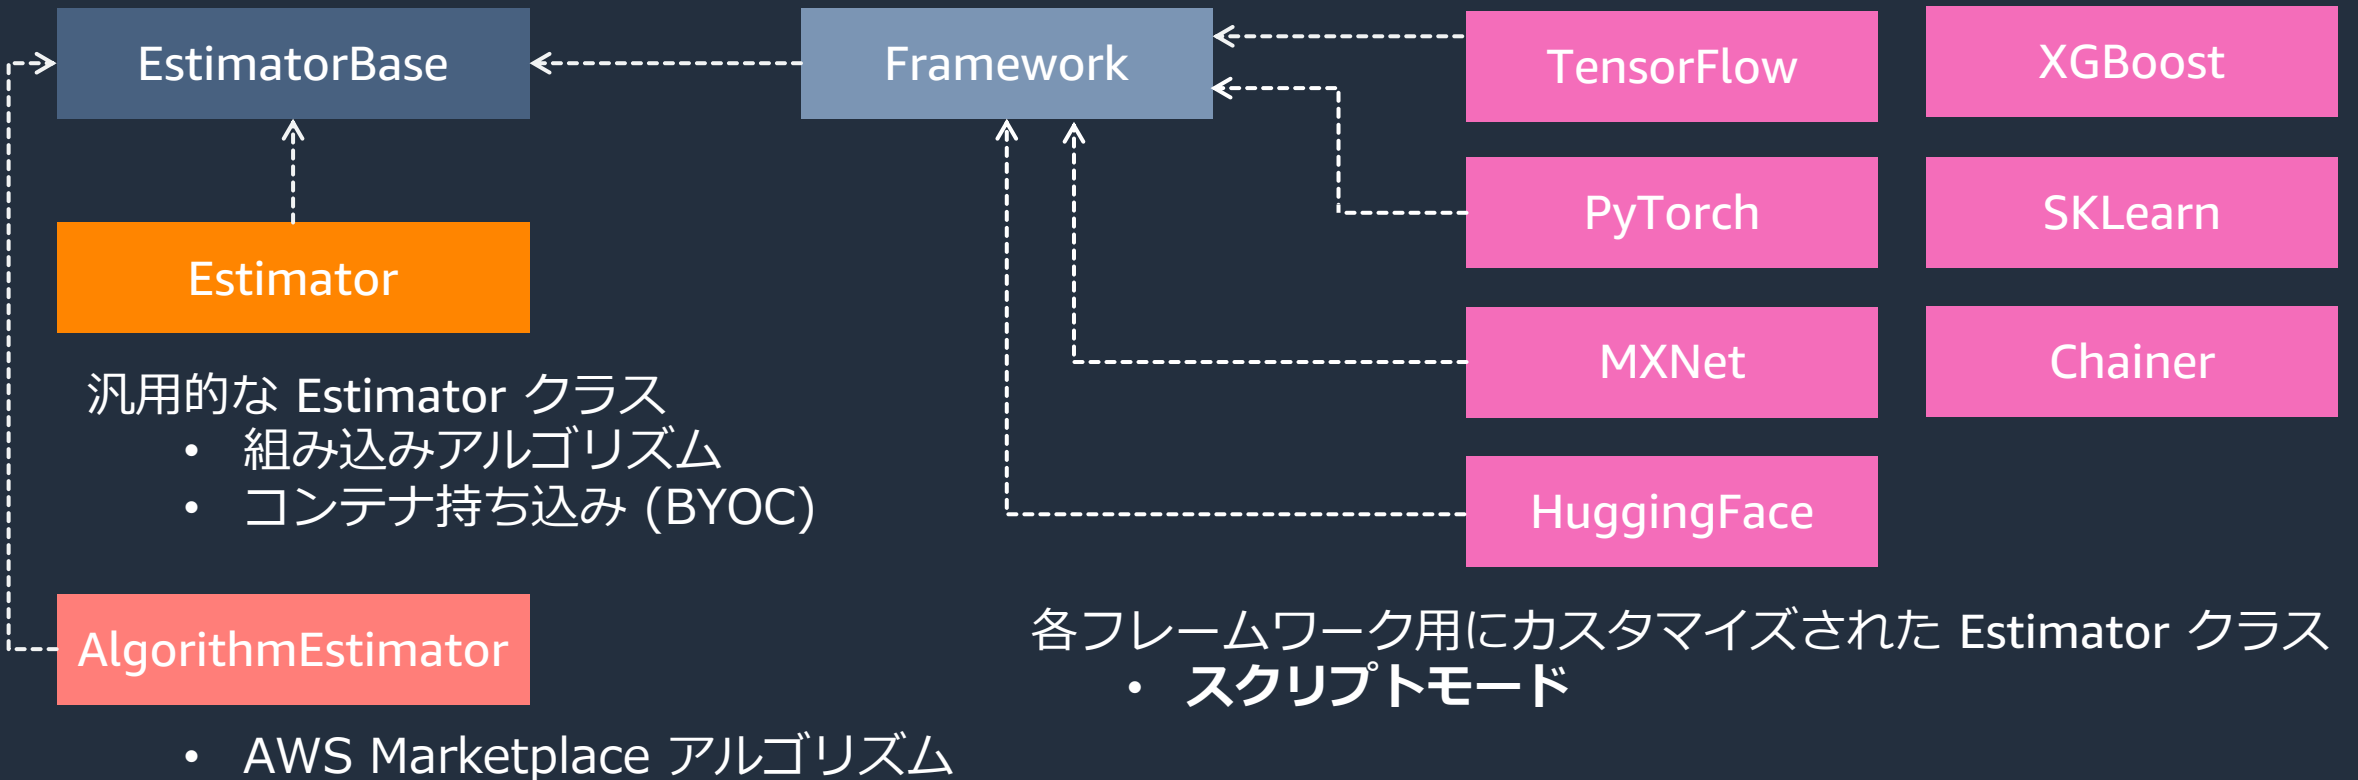 EstimatorBase
Framework
TensorFlow
XGBoost
PyTorch
SKLearn
Estimator
MXNet
Chainer
汎用的な Estimator クラス
• 組み込みアルゴリズム
• コンテナ持ち込み (BYOC)
HuggingFace
AlgorithmEstimator
各フレームワーク用にカスタマイズされた Estimator クラス
• スクリプトモード
• AWS Marketplace アルゴリズム